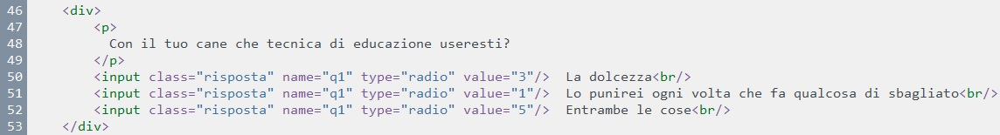 46 <div>
47 <p>
48 Con il tuo cane che tecnica di educazione useresti?
49 </p>
50 <input class="risposta" name="q1" type="radio" value="3"/> La dolcezza<br/>
51 <input class="risposta" name="q1" type="radio" value="1"/> Lo punirei ogni volta che fa qualcosa di sbagliato<br/>
52 <input class="risposta" name="q1" type="radio" value="5"/> Entrambe le cose<br/>
53 </div>